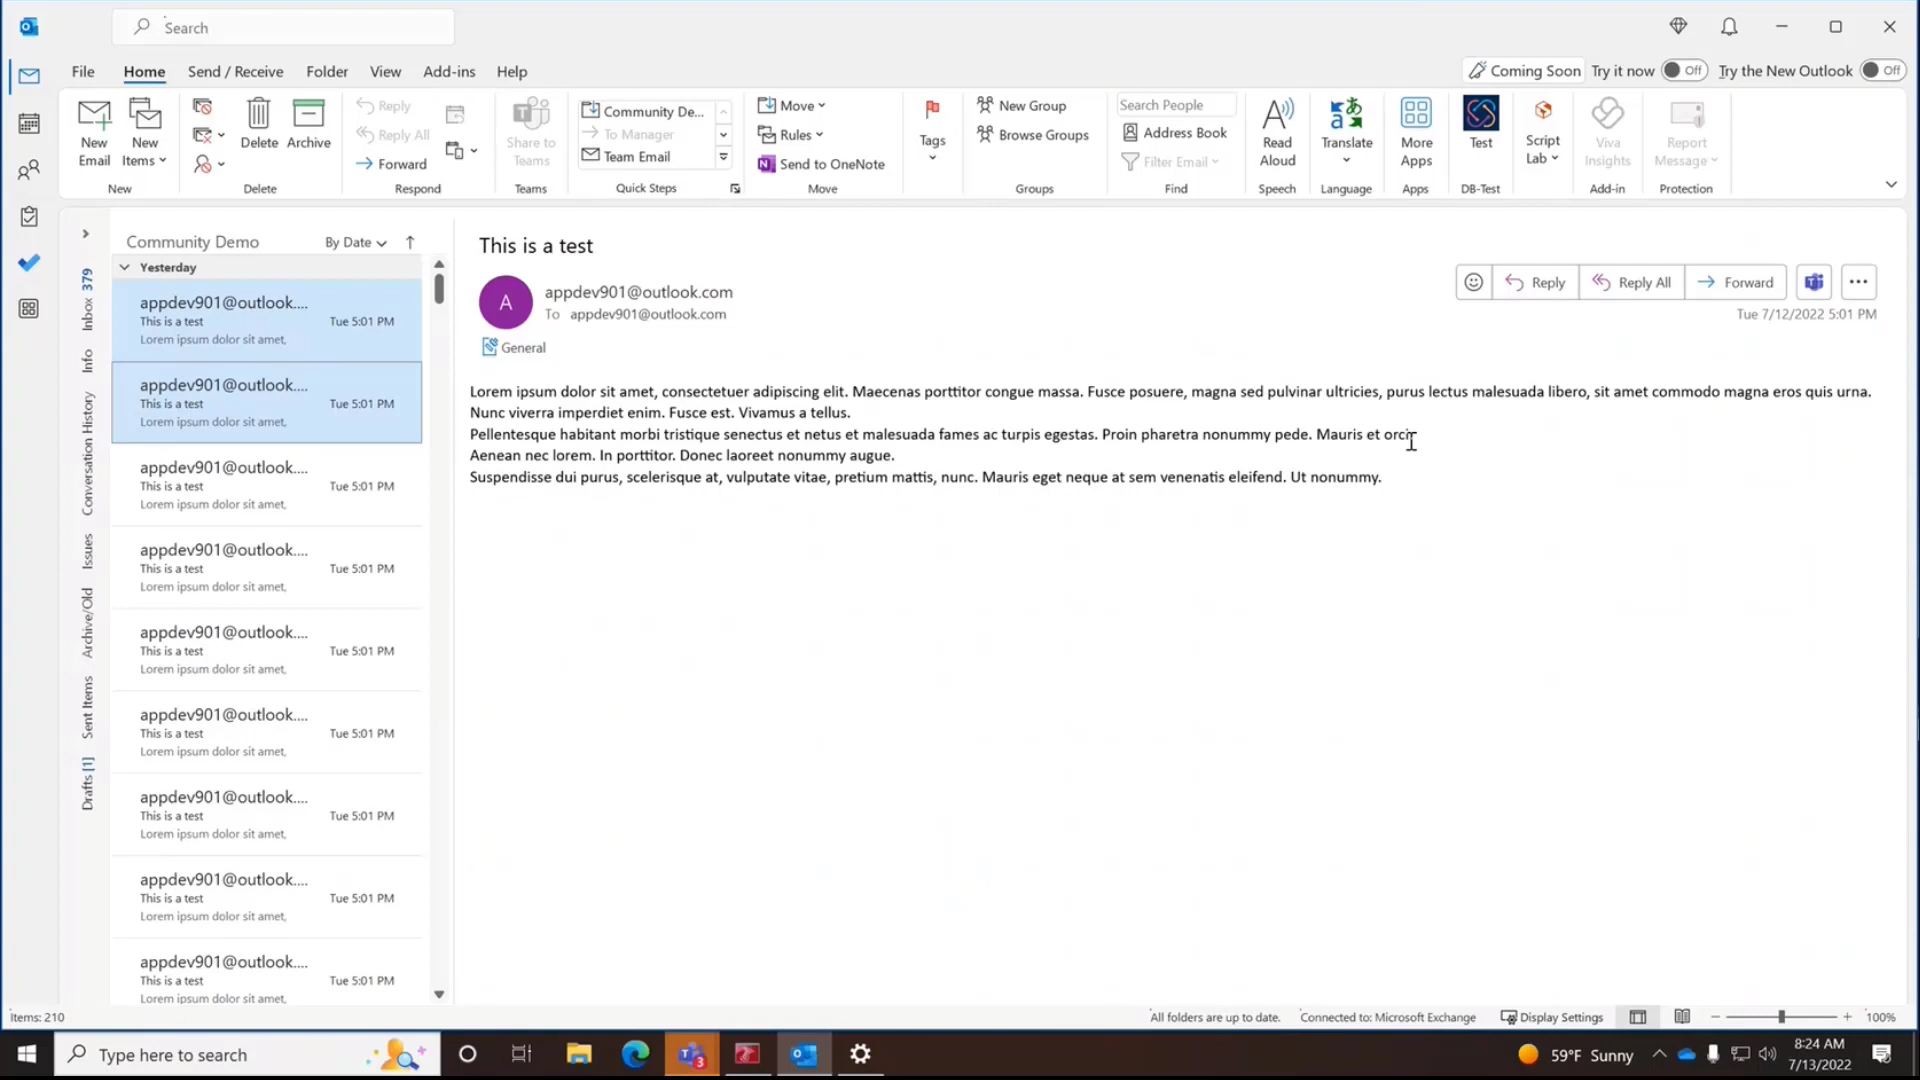 Search
File Home Send / Receive Folder View Add-ins Help
Coming Soon Try it now Off Try the New Outlook Off
New Email
New Items
New
Delete
Archive
Delete
Reply
Reply All
Forward
Respond
Share to Teams
Teams
Community De...
To Manager
Team Email
Quick Steps
Move
Rules
Send to OneNote
Move
Tags
New Group
Browse Groups
Groups
Search People
Address Book
Filter Email
Find
Read Aloud
Speech
Translate
Language
More Apps
Apps
Test
DB-Test
Script Lab
Viva Insights
Add-in
Report Message
Protection
Inbox 379
Info
Conversation History
Issues
Archive/Old
Sent Items
Drafts [1]
Community Demo By Date
Yesterday
appdev901@outlook....
This is a test Tue 5:01 PM
Lorem ipsum dolor sit amet,
appdev901@outlook....
This is a test Tue 5:01 PM
Lorem ipsum dolor sit amet,
appdev901@outlook....
This is a test Tue 5:01 PM
Lorem ipsum dolor sit amet,
appdev901@outlook....
This is a test Tue 5:01 PM
Lorem ipsum dolor sit amet,
appdev901@outlook....
This is a test Tue 5:01 PM
Lorem ipsum dolor sit amet,
appdev901@outlook....
This is a test Tue 5:01 PM
Lorem ipsum dolor sit amet,
appdev901@outlook....
This is a test Tue 5:01 PM
Lorem ipsum dolor sit amet,
appdev901@outlook....
This is a test Tue 5:01 PM
Lorem ipsum dolor sit amet,
appdev901@outlook....
This is a test Tue 5:01 PM
Lorem ipsum dolor sit amet,
This is a test
A
appdev901@outlook.com
To appdev901@outlook.com
General
Reply Reply All Forward
Tue 7/12/2022 5:01 PM
Lorem ipsum dolor sit amet, consectetuer adipiscing elit. Maecenas porttitor congue massa. Fusce posuere, magna sed pulvinar ultricies, purus lectus malesuada libero, sit amet commodo magna eros quis urna.
Nunc viverra imperdiet enim. Fusce est. Vivamus a tellus.
Pellentesque habitant morbi tristique senectus et netus et malesuada fames ac turpis egestas. Proin pharetra nonummy pede. Mauris et orci.
Aenean nec lorem. In porttitor. Donec laoreet nonummy augue.
Suspendisse dui purus, scelerisque at, vulputate vitae, pretium mattis, nunc. Mauris eget neque at sem venenatis eleifend. Ut nonummy.
Items: 210
All folders are up to date. Connected to: Microsoft Exchange Display Settings 100%
Type here to search
3
59°F Sunny
8:24 AM
7/13/2022